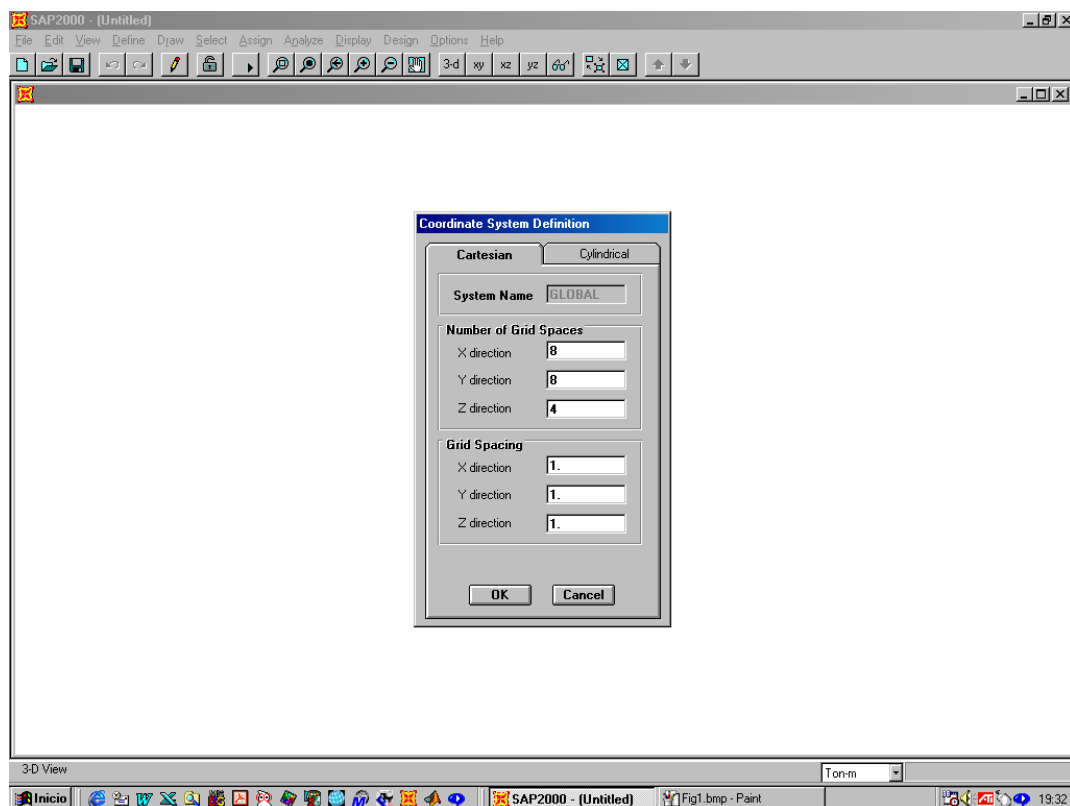 SAP2000 - (Untitled)
File Edit View Define Draw Select Assign Analyze Display Design Options Help
3-d xy xz yz
Coordinate System Definition
Cartesian Cylindrical
System Name GLOBAL
Number of Grid Spaces
X direction 8
Y direction 8
Z direction 4
Grid Spacing
X direction 1.
Y direction 1.
Z direction 1.
OK Cancel
3-D View Ton-m
Inicio SAP2000 - (Untitled) Fig1.bmp - Paint 19:32